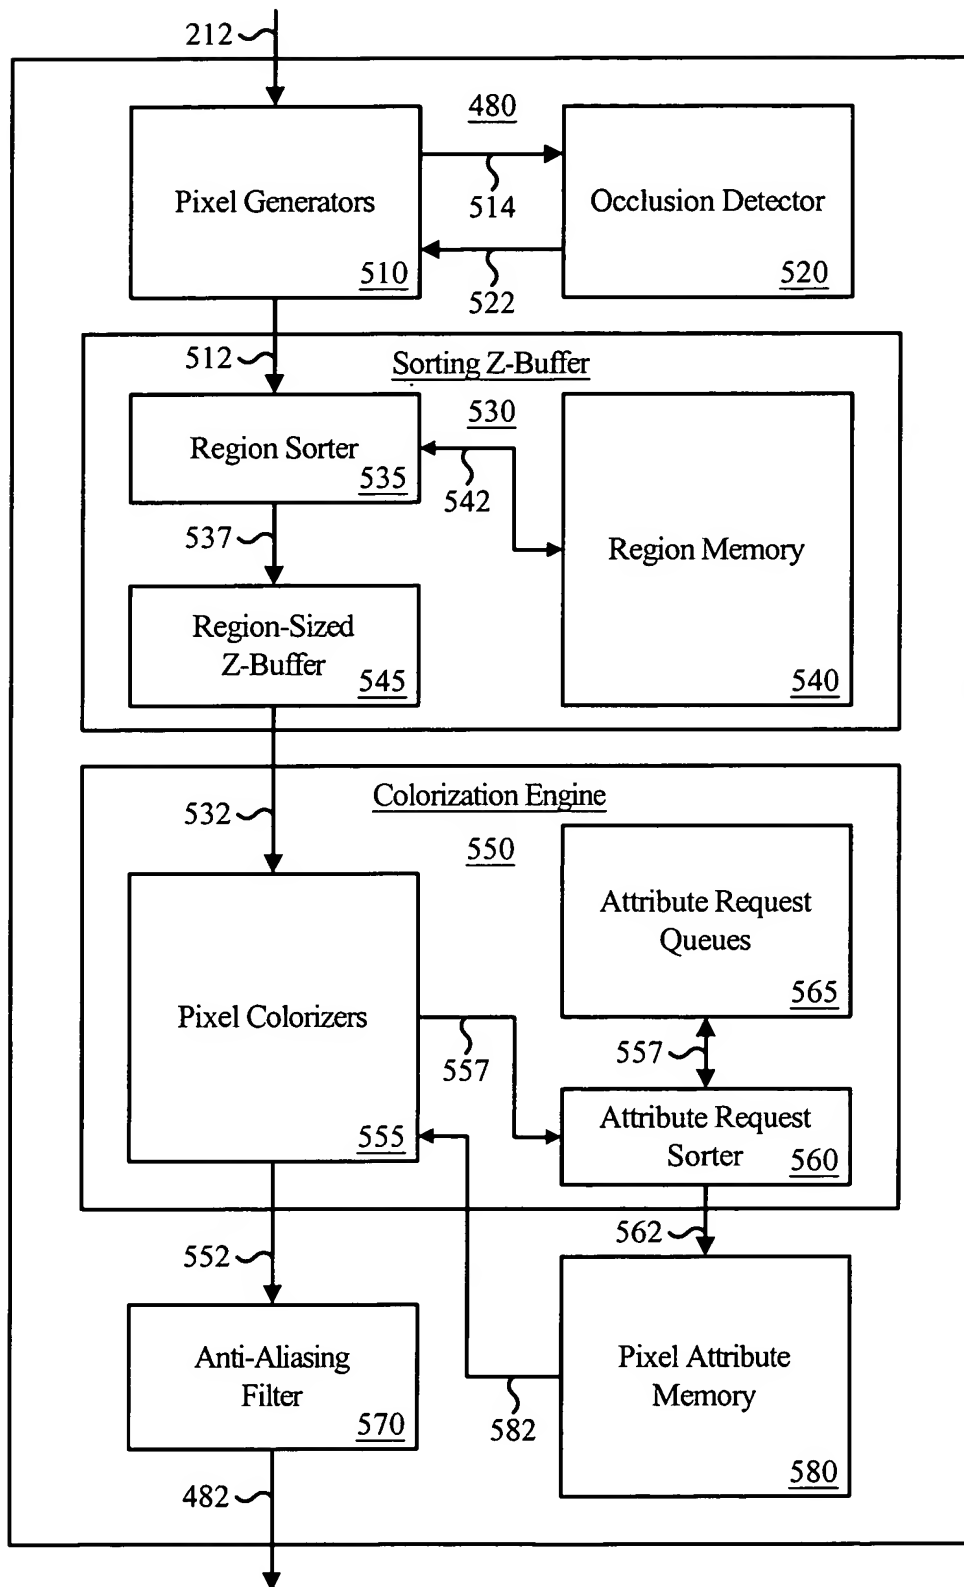 212
480
Pixel Generators
510
514
522
Occlusion Detector
520
512
Sorting Z-Buffer
530
Region Sorter
535
542
537
Region Memory
540
Region-Sized
Z-Buffer
545
532
Colorization Engine
550
Attribute Request
Queues
565
Pixel Colorizers
555
557
557
Attribute Request
Sorter
560
552
562
Anti-Aliasing
Filter
570
582
Pixel Attribute
Memory
580
482